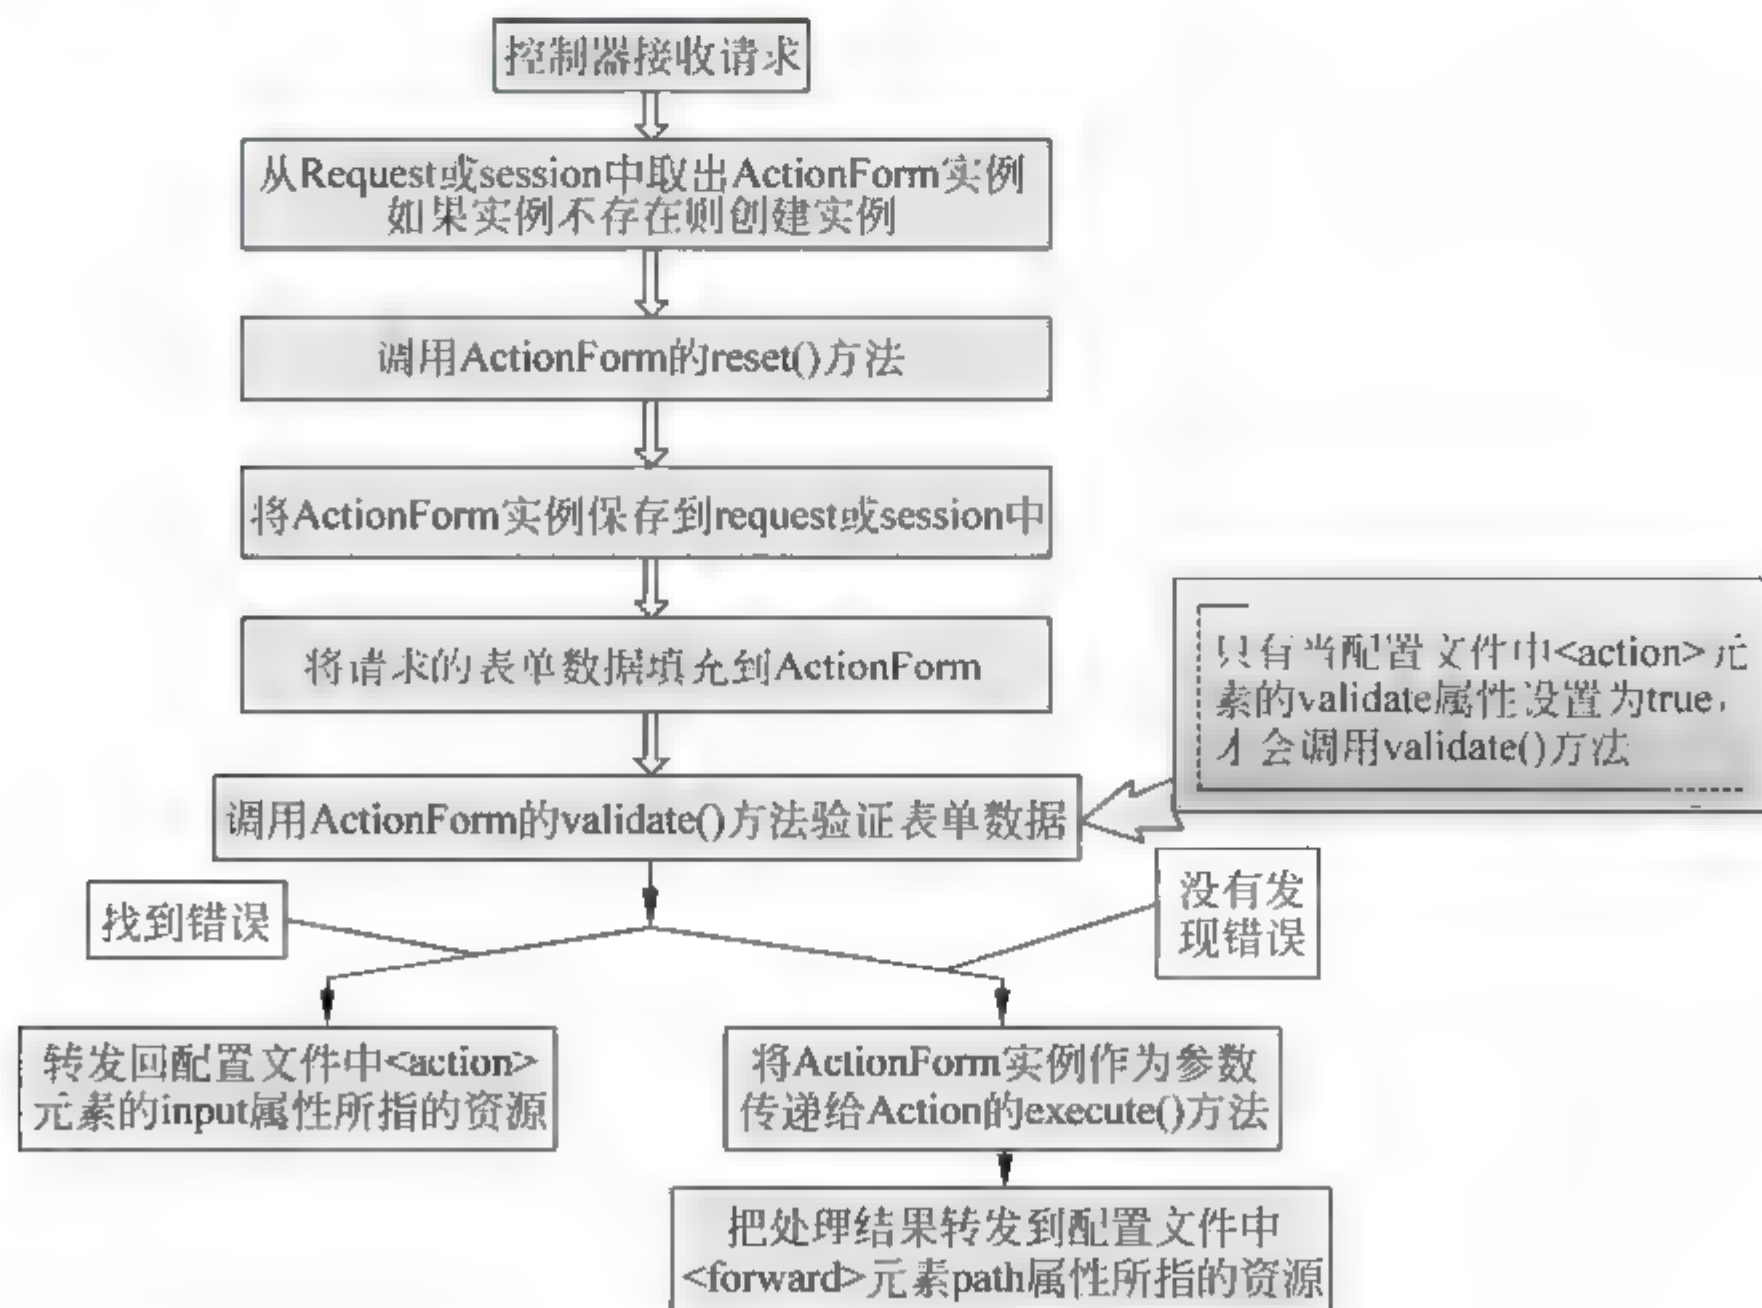 控制器接收请求
从Request或session中取出ActionForm实例
如果实例不存在则创建实例
调用ActionForm的reset()方法
将ActionForm实例保存到request或session中
将请求的表单数据填充到ActionForm
只有当配置文件中<action>元
素的validate属性设置为true,
才会调用validate()方法
调用ActionForm的validate()方法验证表单数据
找到错误
没有发
现错误
转发回配置文件中<action>
元素的input属性所指的资源
将ActionForm实例作为参数
传递给Action的execute()方法
把处理结果转发到配置文件中
<forward>元素path属性所指的资源